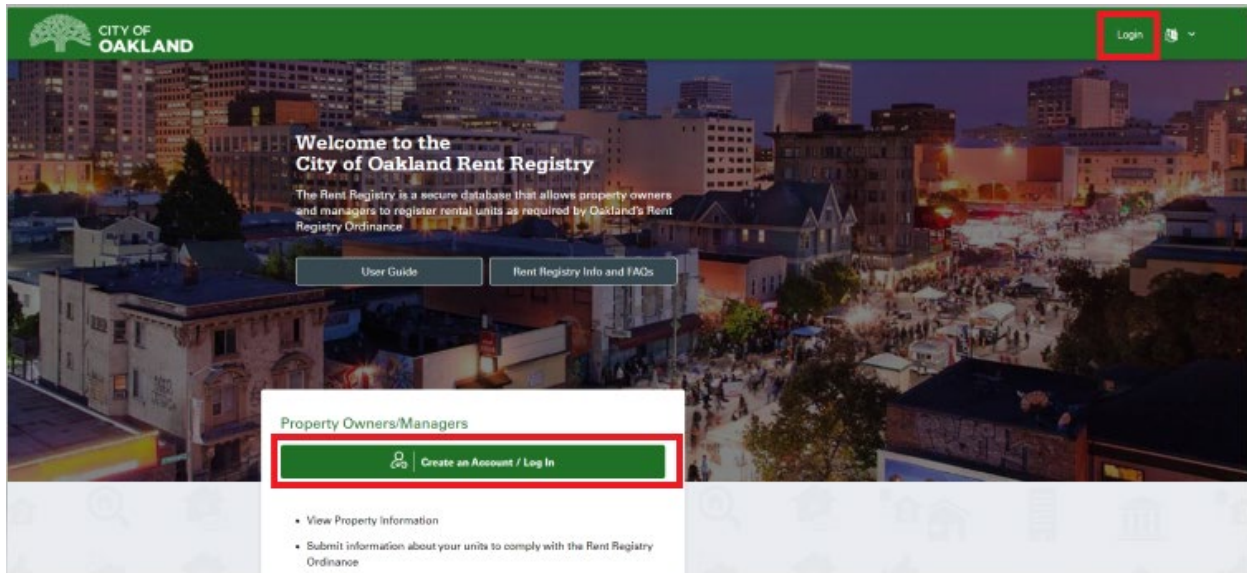 CITY OF
OAKLAND
Login
Welcome to the
City of Oakland Rent Registry
The Rent Registry is a secure database that allows property owners
and managers to register rental units as required by Oakland's Rent
Registry Ordinance
User Guide
Rent Registry Info and FAQs
Property Owners/Managers
Create an Account / Log In
• View Property Information
• Submit information about your units to comply with the Rent Registry
Ordinance